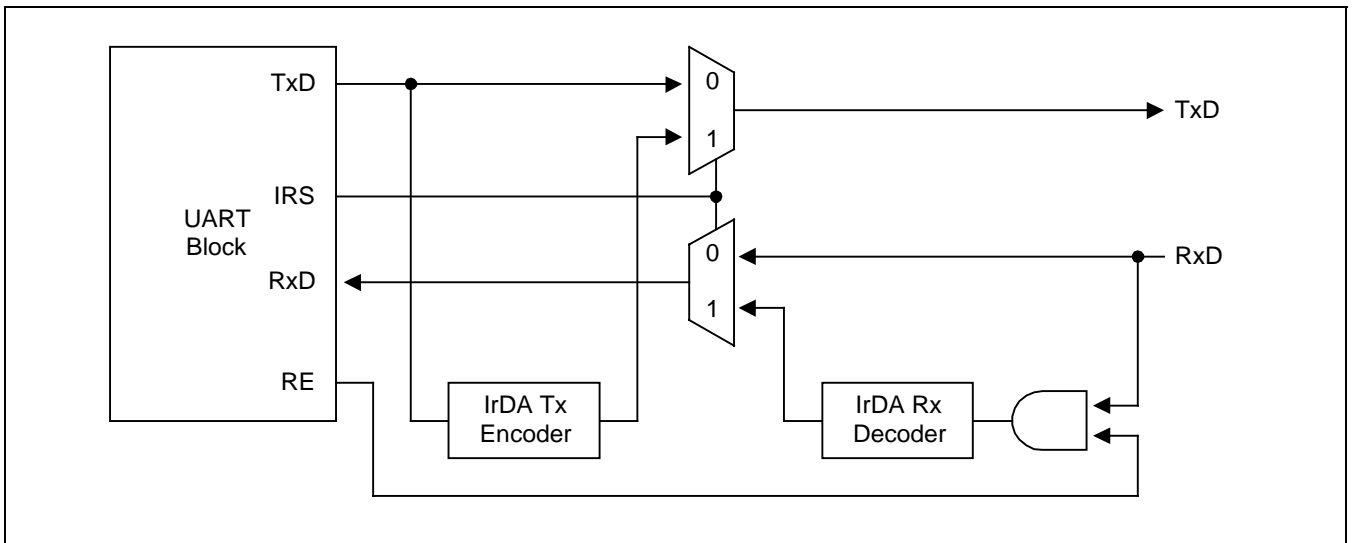 TxD
0
TxD
1
IRS
UART
Block
0
RxD
RxD
1
RE
IrDA Tx
Encoder
IrDA Rx
Decoder